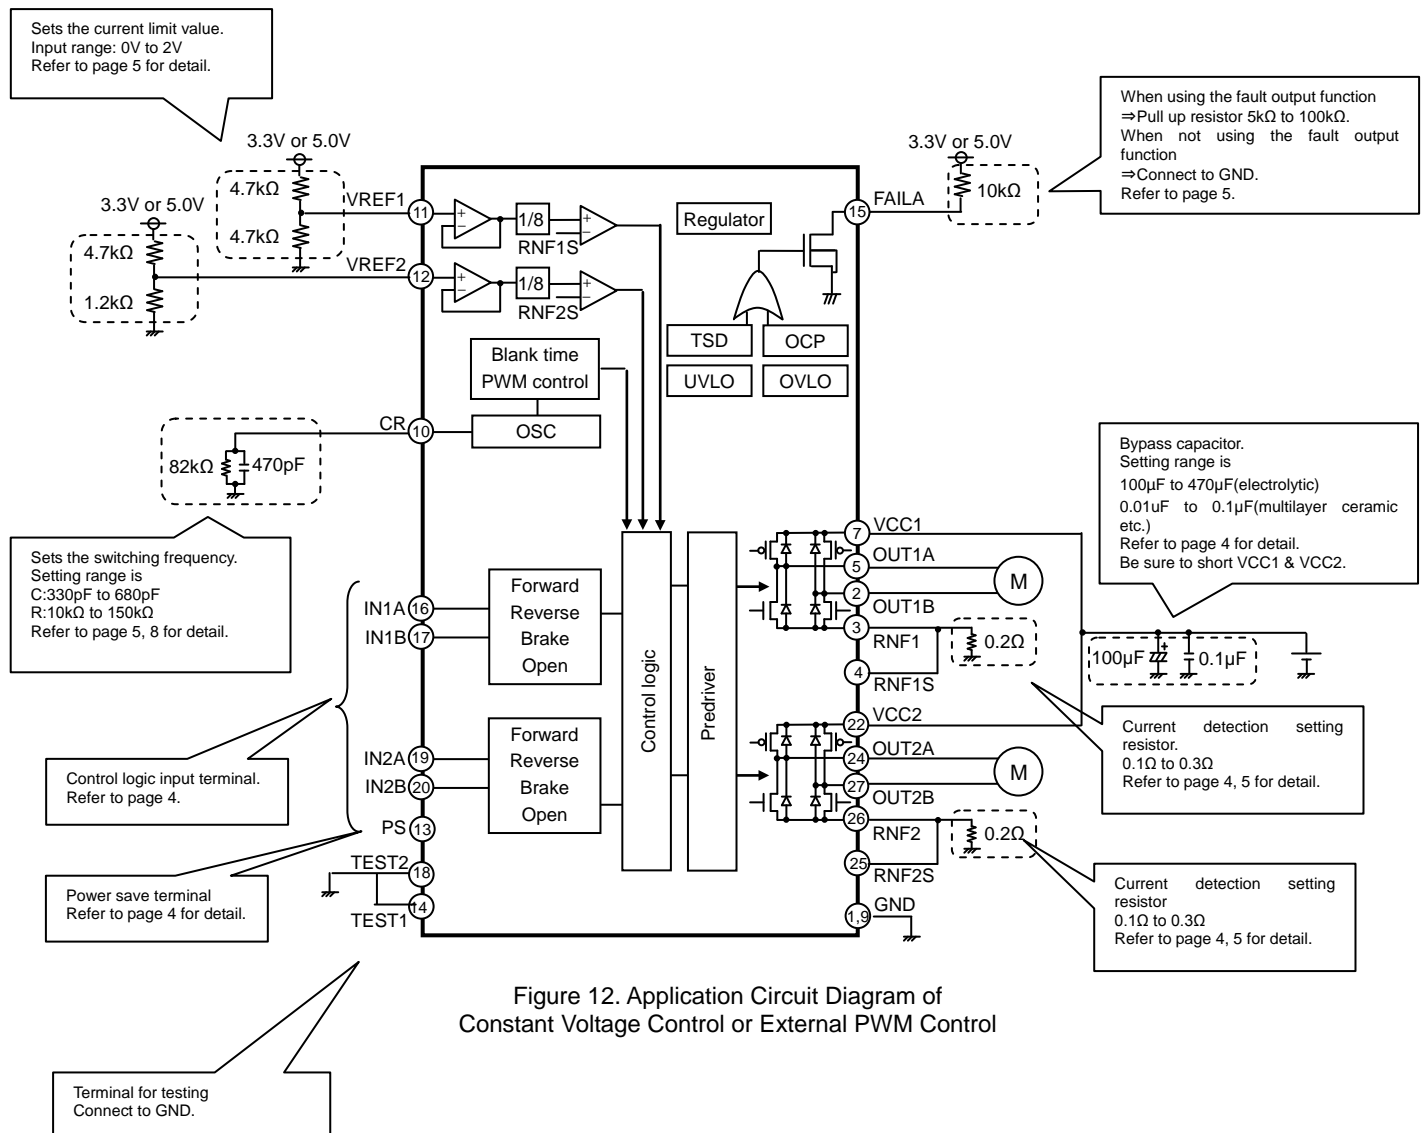 Sets the current limit value.
Input range: 0V to 2V
Refer to page 5 for detail.
When using the fault output function
⇒Pull up resistor 5kΩ to 100kΩ.
When not using the fault output
function
⇒Connect to GND.
Refer to page 5.
3.3V or 5.0V
4.7kΩ
4.7kΩ
VREF1
11
3.3V or 5.0V
4.7kΩ
1.2kΩ
VREF2
12
+
−
1/8
RNF1S
+
−
+
−
1/8
RNF2S
+
−
Regulator
15
FAILA
3.3V or 5.0V
10kΩ
TSD
OCP
UVLO
OVLO
Blank time
PWM control
OSC
CR
10
82kΩ
470pF
Sets the switching frequency.
Setting range is
C:330pF to 680pF
R:10kΩ to 150kΩ
Refer to page 5, 8 for detail.
Bypass capacitor.
Setting range is
100µF to 470µF(electrolytic)
0.01uF to 0.1µF(multilayer ceramic
etc.)
Refer to page 4 for detail.
Be sure to short VCC1 & VCC2.
IN1A
16
IN1B
17
Forward
Reverse
Brake
Open
IN2A
19
IN2B
20
Forward
Reverse
Brake
Open
PS
13
TEST2
18
14
TEST1
Control logic
Predriver
7
VCC1
5
OUT1A
2
OUT1B
M
3
RNF1
0.2Ω
4
RNF1S
100µF
+
0.1µF
22
VCC2
24
OUT2A
27
OUT2B
M
26
RNF2
0.2Ω
25
RNF2S
1,9
GND
Control logic input terminal.
Refer to page 4.
Power save terminal
Refer to page 4 for detail.
Current detection setting
resistor.
0.1Ω to 0.3Ω
Refer to page 4, 5 for detail.
Current detection setting
resistor
0.1Ω to 0.3Ω
Refer to page 4, 5 for detail.
Figure 12. Application Circuit Diagram of
Constant Voltage Control or External PWM Control
Terminal for testing
Connect to GND.